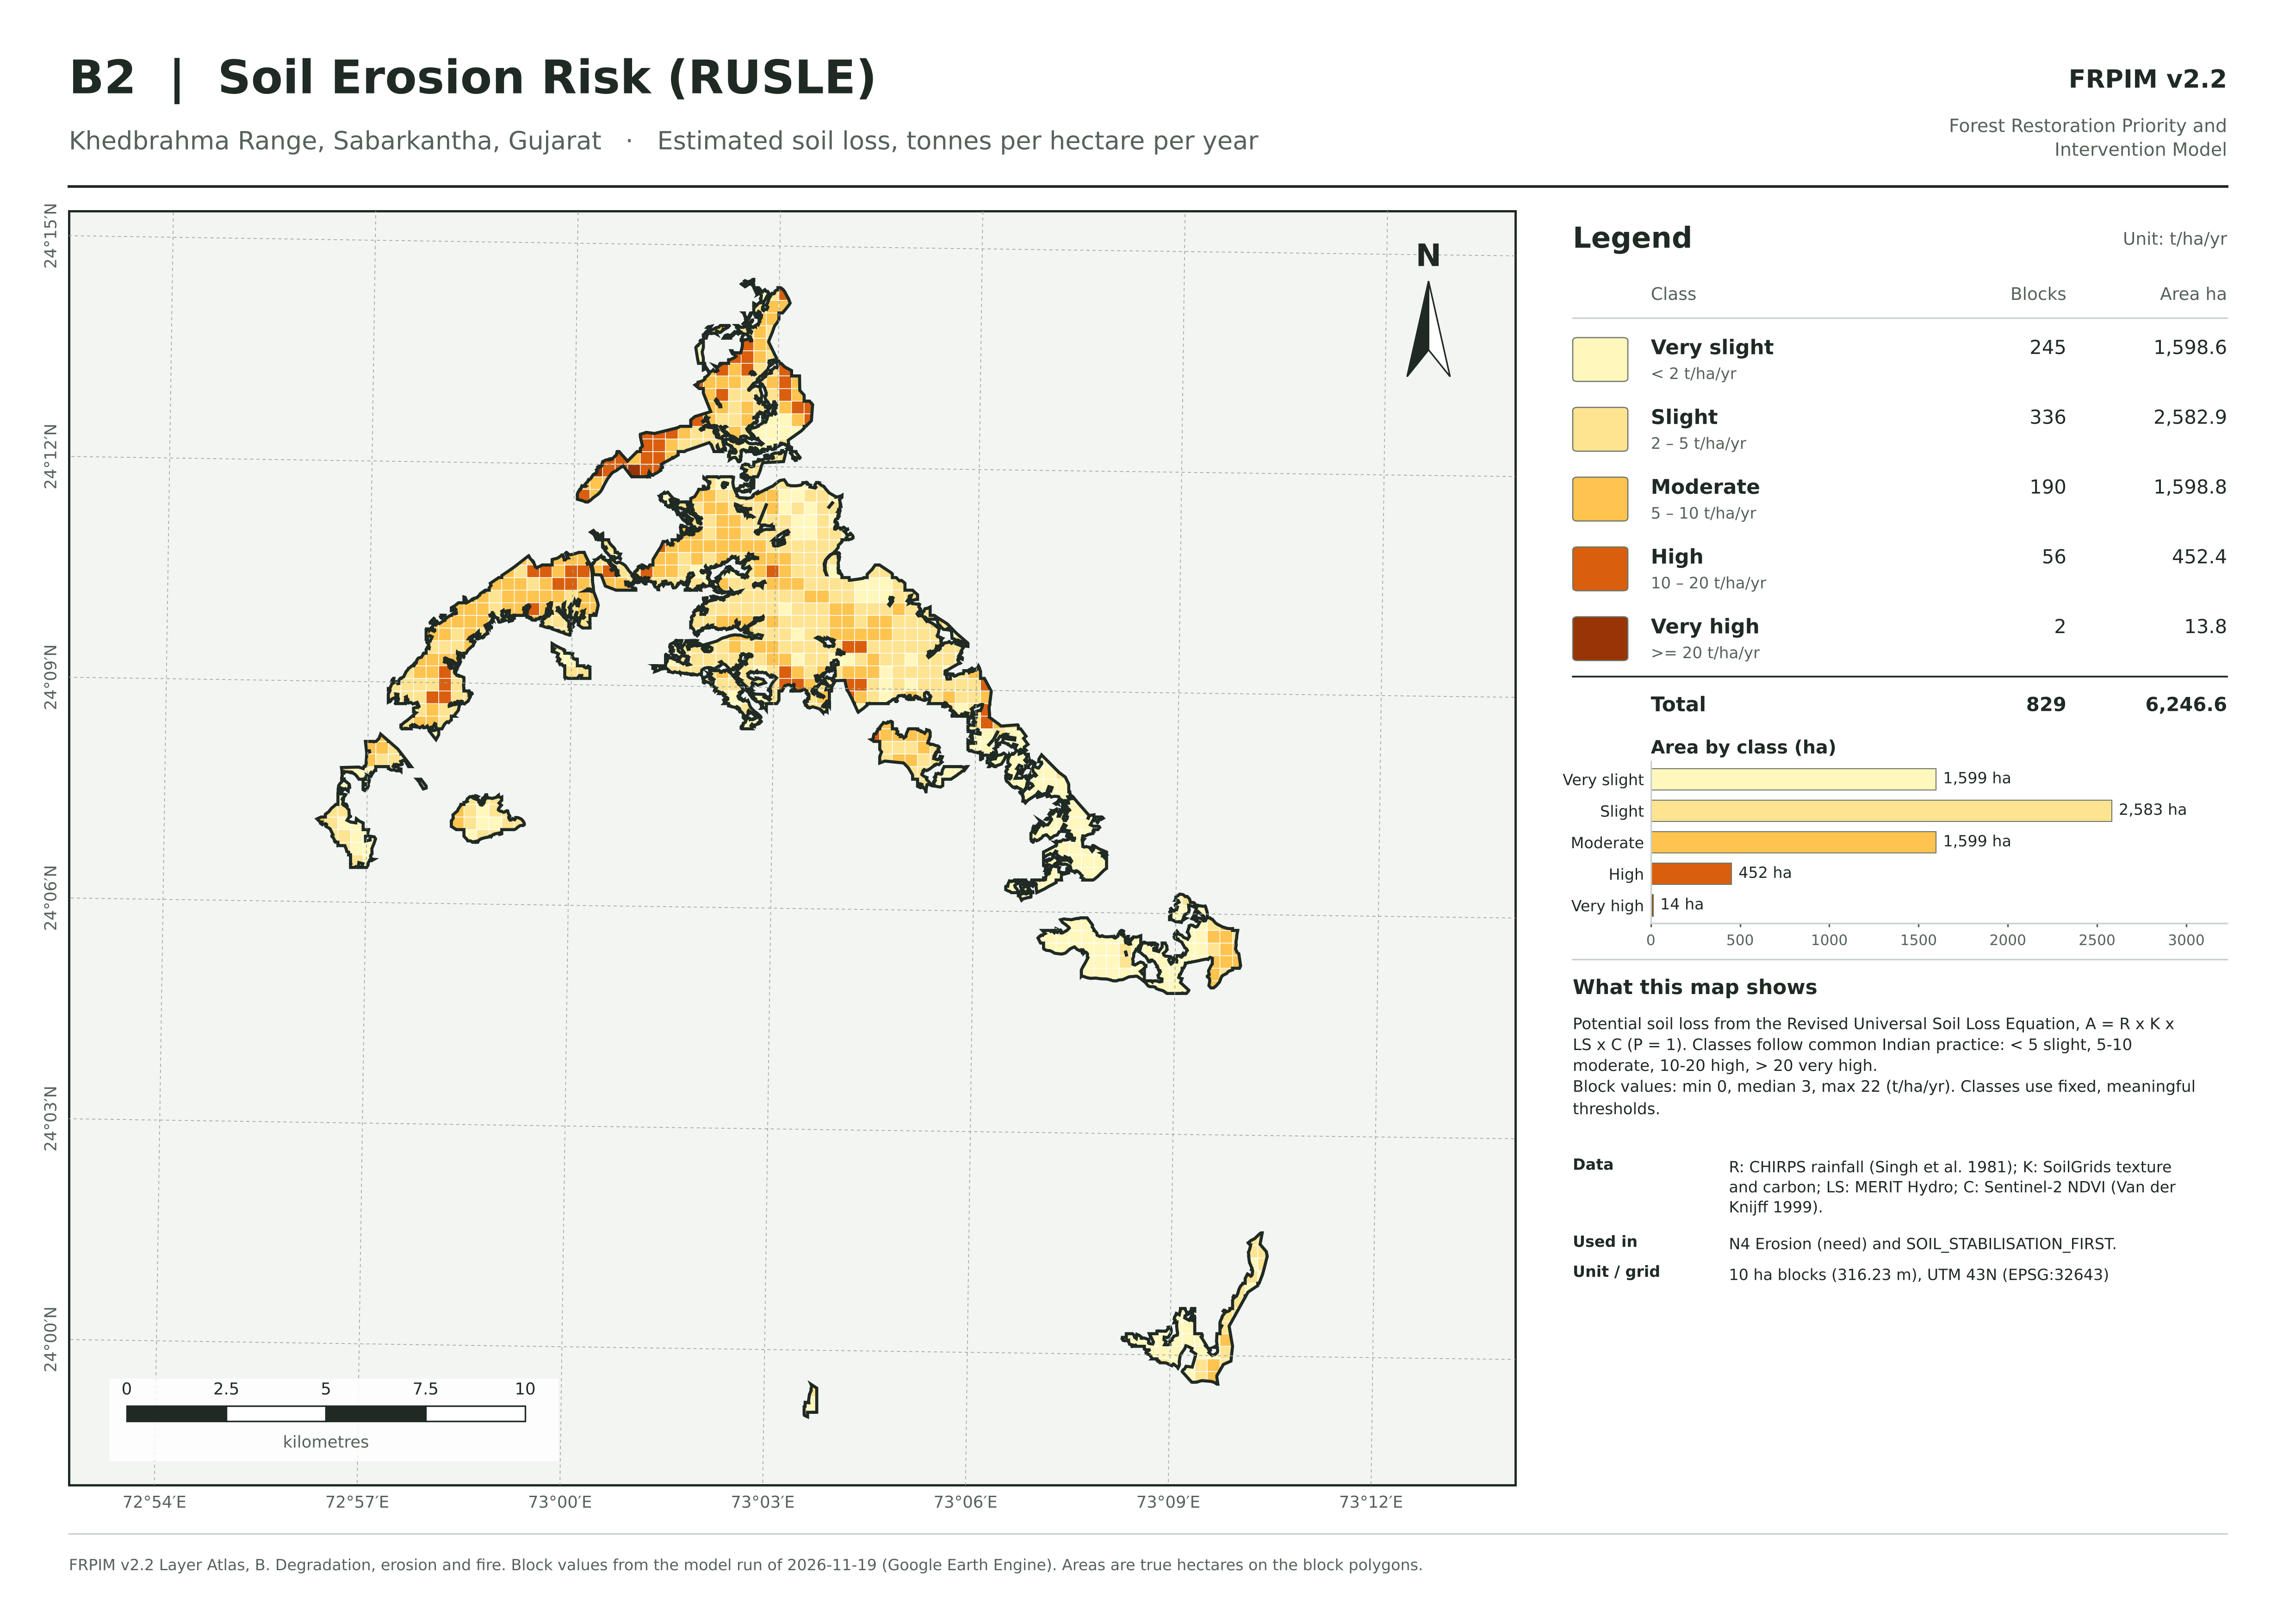 B2 | Soil Erosion Risk (RUSLE)
FRPIM v2.2
Khedbrahma Range, Sabarkantha, Gujarat · Estimated soil loss, tonnes per hectare per year
Forest Restoration Priority and
Intervention Model
24°15′N
24°12′N
24°09′N
24°06′N
24°03′N
24°00′N
N
0 2.5 5 7.5 10
kilometres
72°54′E 72°57′E 73°00′E 73°03′E 73°06′E 73°09′E 73°12′E
Legend Unit: t/ha/yr
Class Blocks Area ha
Very slight 245 1,598.6
< 2 t/ha/yr
Slight 336 2,582.9
2 – 5 t/ha/yr
Moderate 190 1,598.8
5 – 10 t/ha/yr
High 56 452.4
10 – 20 t/ha/yr
Very high 2 13.8
>= 20 t/ha/yr
Total 829 6,246.6
Area by class (ha)
Very slight 1,599 ha
Slight 2,583 ha
Moderate 1,599 ha
High 452 ha
Very high 14 ha
0 500 1000 1500 2000 2500 3000
What this map shows
Potential soil loss from the Revised Universal Soil Loss Equation, A = R x K x
LS x C (P = 1). Classes follow common Indian practice: < 5 slight, 5-10
moderate, 10-20 high, > 20 very high.
Block values: min 0, median 3, max 22 (t/ha/yr). Classes use fixed, meaningful
thresholds.
Data R: CHIRPS rainfall (Singh et al. 1981); K: SoilGrids texture
and carbon; LS: MERIT Hydro; C: Sentinel-2 NDVI (Van der
Knijff 1999).
Used in N4 Erosion (need) and SOIL_STABILISATION_FIRST.
Unit / grid 10 ha blocks (316.23 m), UTM 43N (EPSG:32643)
FRPIM v2.2 Layer Atlas, B. Degradation, erosion and fire. Block values from the model run of 2026-11-19 (Google Earth Engine). Areas are true hectares on the block polygons.